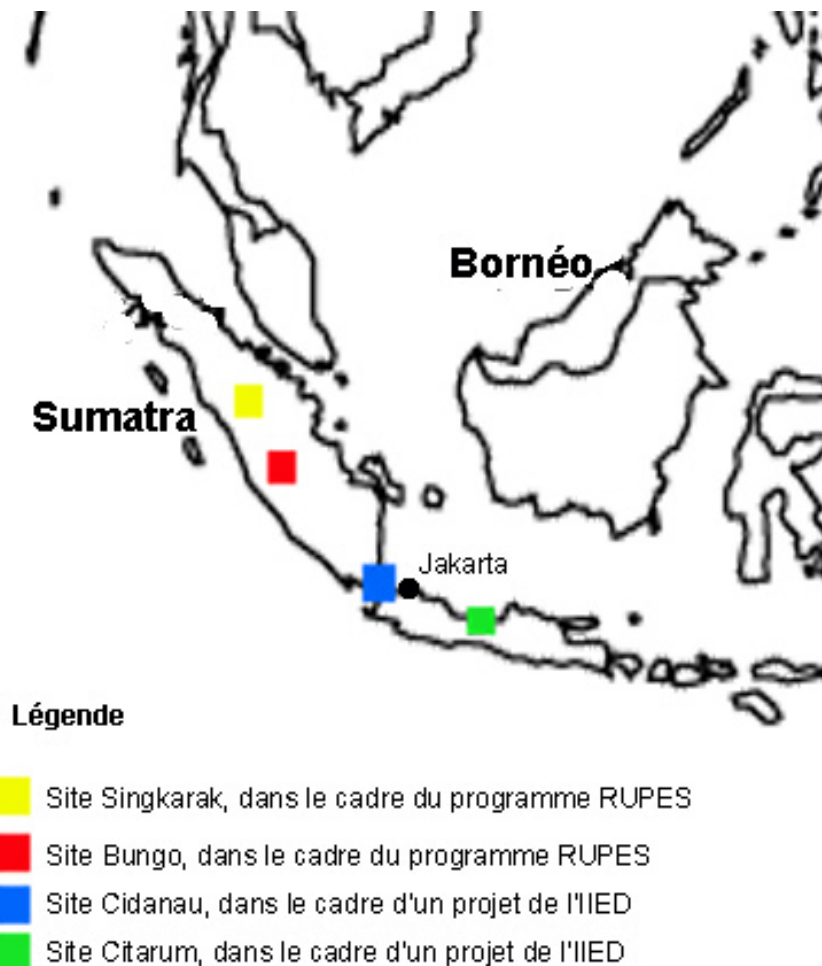 Bornéo
Sumatra
Jakarta
Légende
Site Singkarak, dans le cadre du programme RUPES
Site Bungo, dans le cadre du programme RUPES
Site Cidanau, dans le cadre d'un projet de l'IIED
Site Citarum, dans le cadre d'un projet de l'IIED